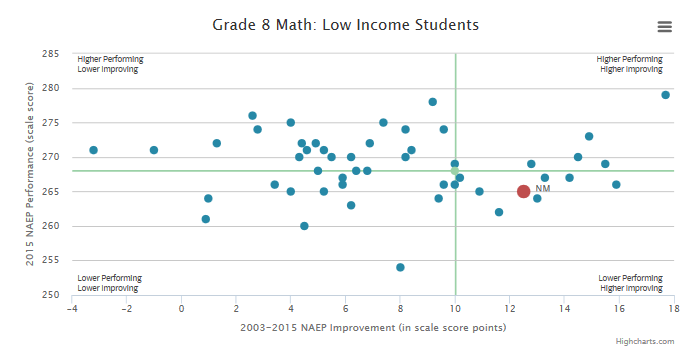 Grade 8 Math: Low Income Students
285
Higher Performing
Lower Improving
Higher Performing
Higher Improving
280
275
270
265
260
255
250
2015 NAEP Performance (scale score)
NM
Lower Performing
Lower Improving
Lower Performing
Higher Improving
−4 −2 0 2 4 6 8 10 12 14 16 18
2003-2015 NAEP Improvement (in scale score points)
Highcharts.com